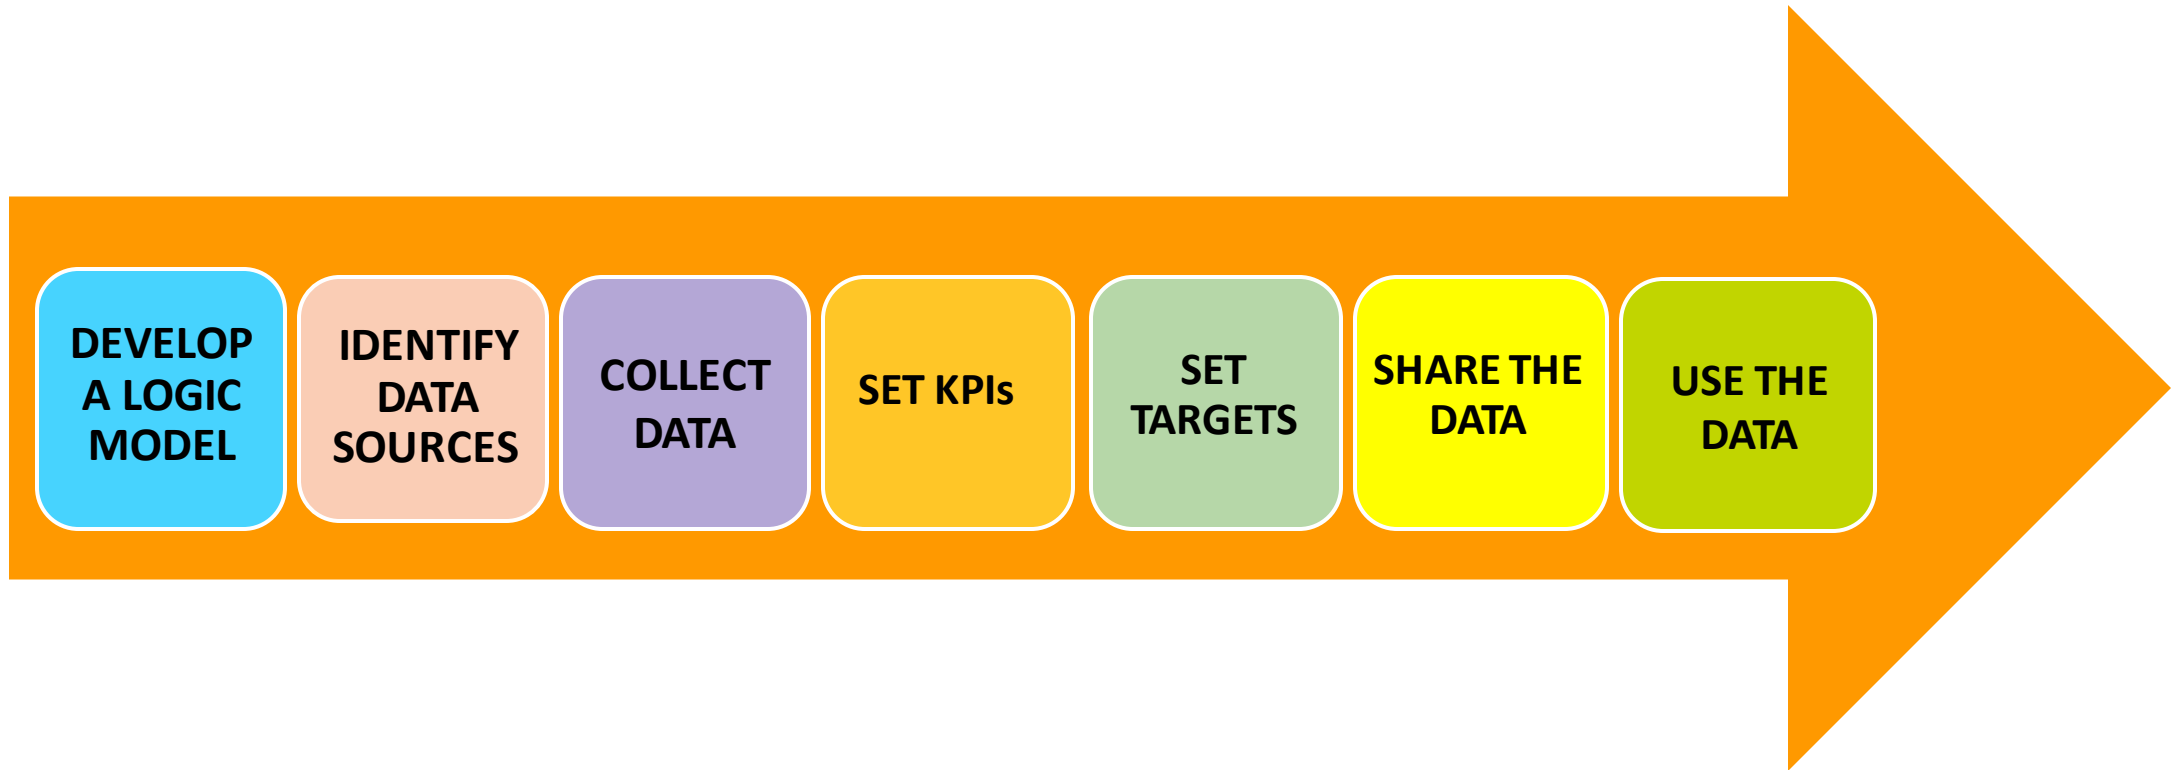 DEVELOP
A LOGIC
MODEL
IDENTIFY
DATA
SOURCES
COLLECT
DATA
SET KPIs
SET
TARGETS
SHARE THE
DATA
USE THE
DATA